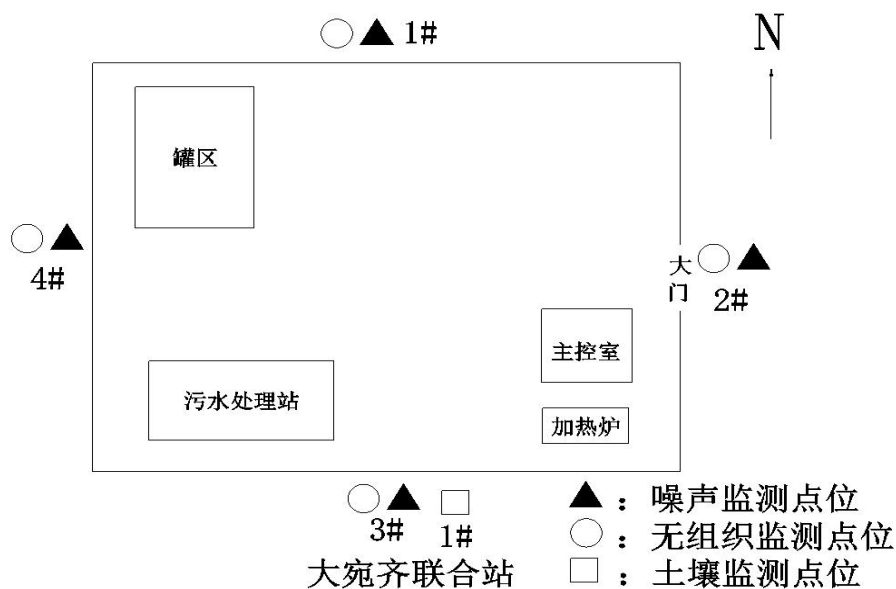 1#
N
罐区
4#
大门
2#
主控室
污水处理站
加热炉
3#
1#
大宛齐联合站
▲：噪声监测点位
○：无组织监测点位
□：土壤监测点位